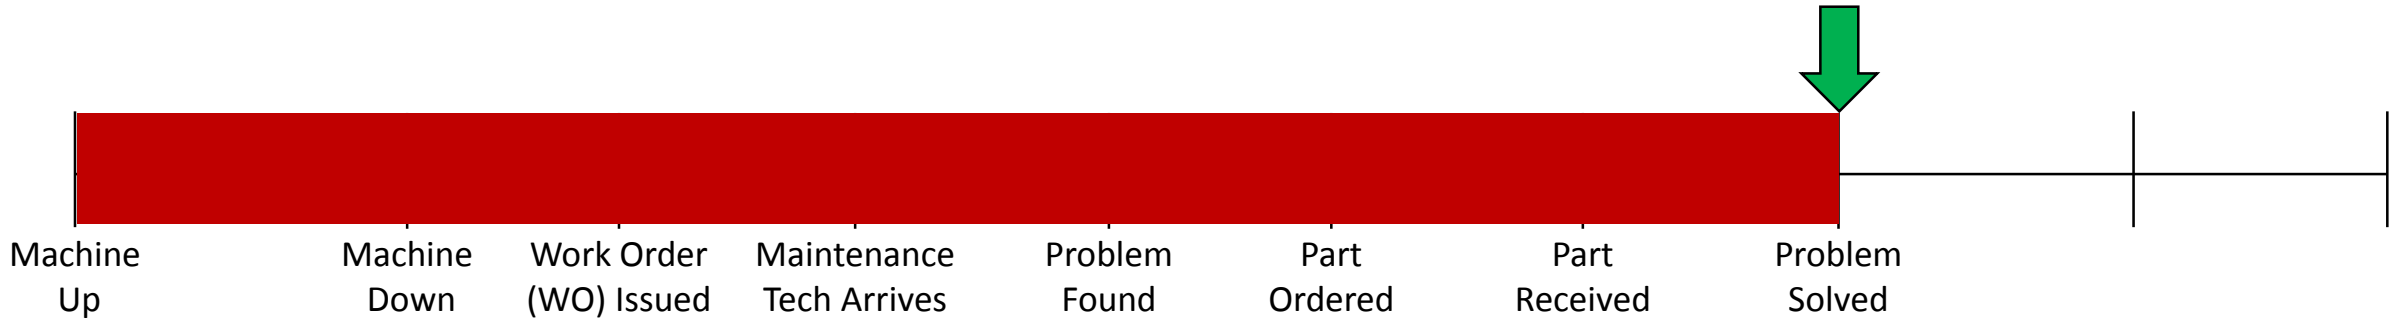 Machine
Up
Machine
Down
Work Order
(WO) Issued
Maintenance
Tech Arrives
Problem
Found
Part
Ordered
Part
Received
Problem
Solved